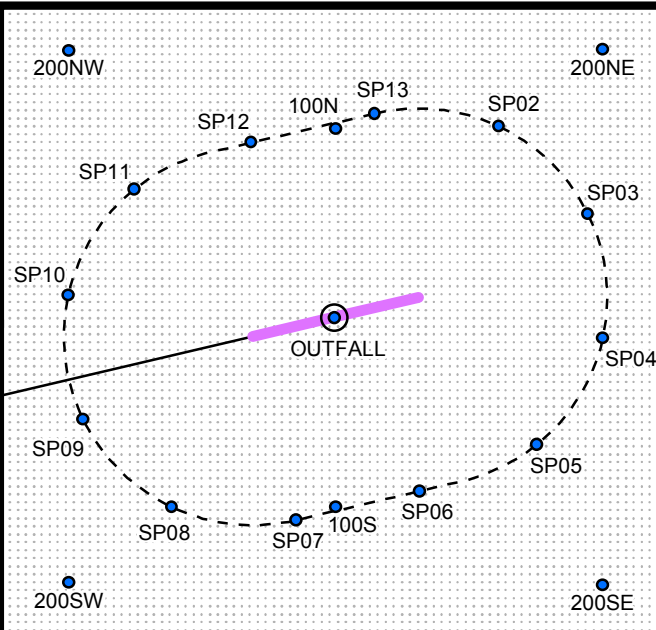 200NW
200NE
SP13
100N
SP02
SP12
SP11
SP03
SP10
OUTFALL
SP04
SP09
SP05
SP06
SP08
100S
SP07
200SW
200SE